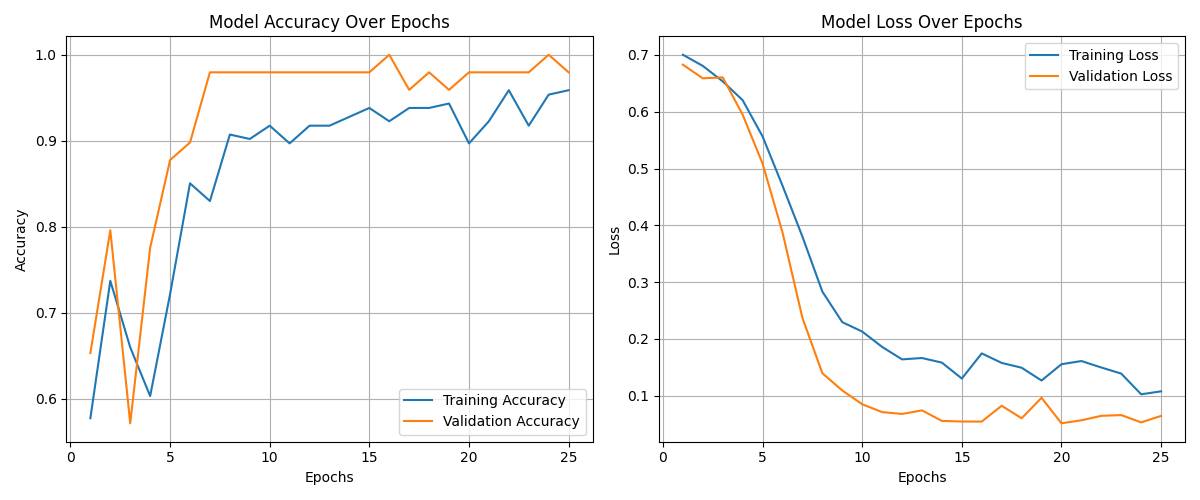 Model Accuracy Over Epochs
1.0
0.9
0.8
0.7
0.6
Accuracy
0
5
10
15
20
25
Epochs
Training Accuracy
Validation Accuracy
Model Loss Over Epochs
0.7
0.6
0.5
0.4
0.3
0.2
0.1
Loss
0
5
10
15
20
25
Epochs
Training Loss
Validation Loss